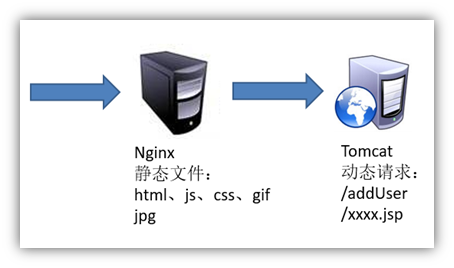 Nginx
静态文件：
html、js、css、gif
jpg
Tomcat
动态请求：
/addUser
/xxxx.jsp